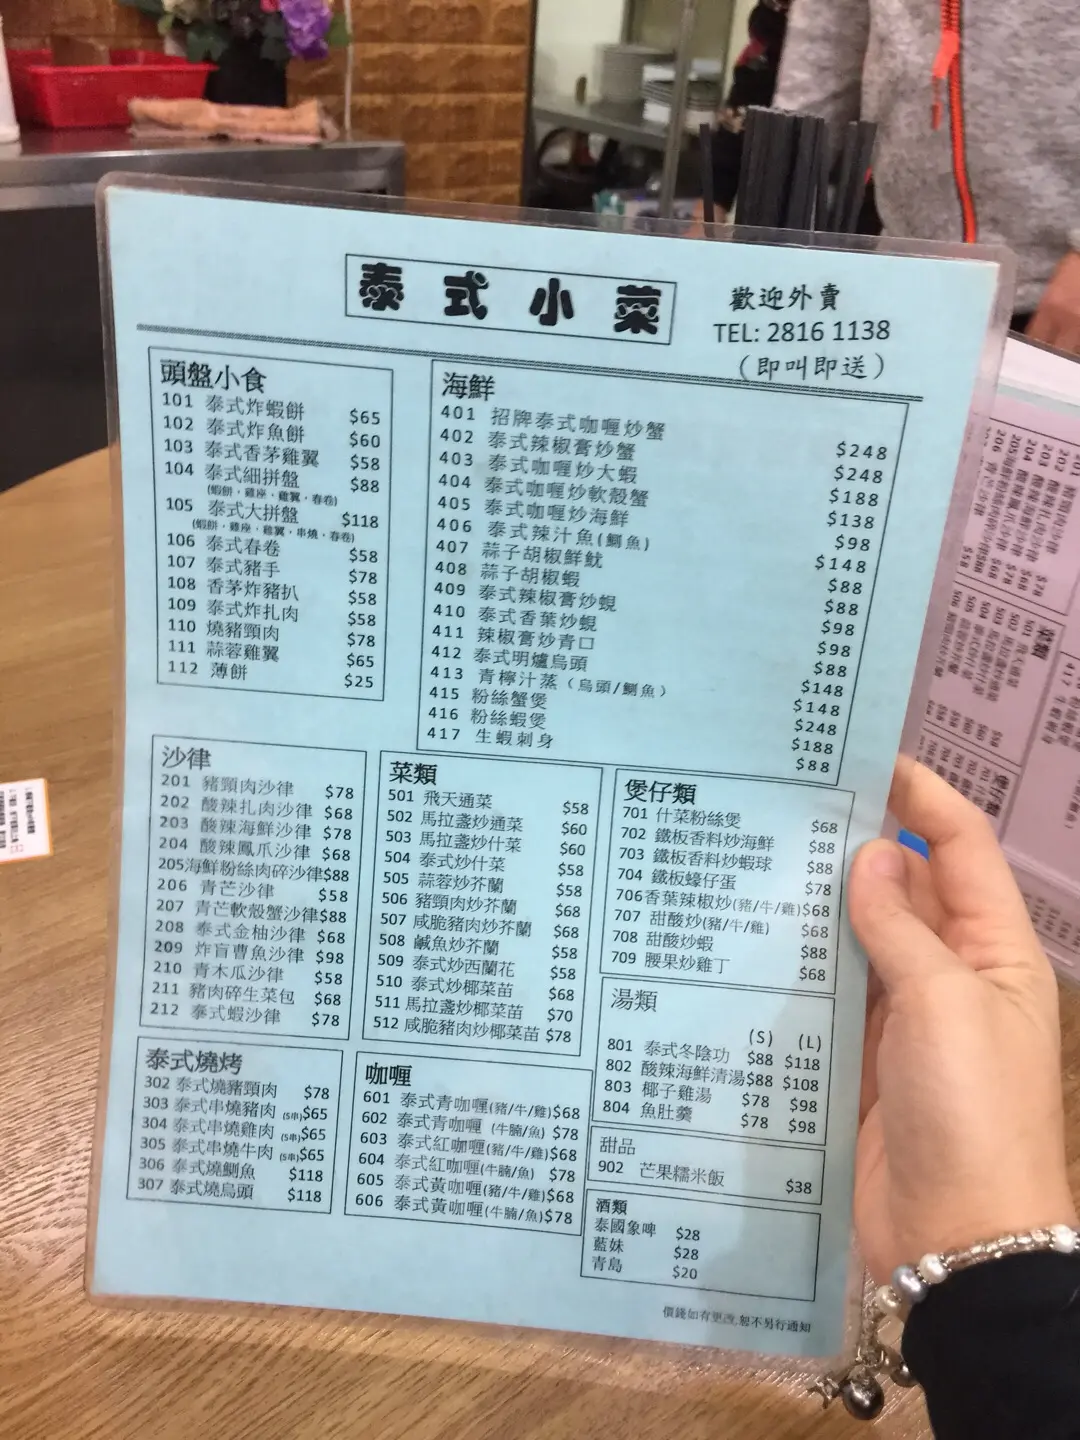 泰式小菜
歡迎外賣
TEL: 2816 1138
（即叫即送）
頭盤小食
101 泰式炸蝦餅 $65
102 泰式炸魚餅 $60
103 泰式香茅雞翼 $58
104 泰式細拼盤 $88
(蝦餅．雞座．雞翼．春卷)
105 泰式大拼盤 $118
(蝦餅．雞座．雞翼．串燒．春卷)
106 泰式春卷 $58
107 泰式豬手 $78
108 香茅炸豬扒 $58
109 泰式炸扎肉 $58
110 燒豬頸肉 $78
111 蒜蓉雞翼 $65
112 薄餅 $25
海鮮
401 招牌泰式咖喱炒蟹 $248
402 泰式辣椒膏炒蟹 $248
403 泰式咖喱炒大蝦 $188
404 泰式咖喱炒軟殼蟹 $138
405 泰式咖喱炒海鮮 $98
406 泰式辣汁魚(鰂魚) $148
407 蒜子胡椒鮮魷 $88
408 蒜子胡椒蝦 $88
409 泰式辣椒膏炒蜆 $98
410 泰式香葉炒蜆 $98
411 辣椒膏炒青口 $88
412 泰式明爐烏頭 $148
413 青檸汁蒸（烏頭/鰂魚） $148
415 粉絲蟹煲 $248
416 粉絲蝦煲 $188
417 生蝦刺身 $88
沙律
201 豬頸肉沙律 $78
202 酸辣扎肉沙律 $68
203 酸辣海鮮沙律 $78
204 酸辣鳳爪沙律 $68
205海鮮粉絲肉碎沙律$88
206 青芒沙律 $58
207 青芒軟殼蟹沙律$88
208 泰式金柚沙律 $68
209 炸盲曹魚沙律 $98
210 青木瓜沙律 $58
211 豬肉碎生菜包 $68
212 泰式蝦沙律 $78
菜類
501 飛天通菜 $58
502 馬拉盞炒通菜 $60
503 馬拉盞炒什菜 $60
504 泰式炒什菜 $58
505 蒜蓉炒芥蘭 $58
506 豬頸肉炒芥蘭 $68
507 咸脆豬肉炒芥蘭 $68
508 鹹魚炒芥蘭 $58
509 泰式炒西蘭花 $58
510 泰式炒椰菜苗 $68
511 馬拉盞炒椰菜苗 $70
512 咸脆豬肉炒椰菜苗 $78
煲仔類
701 什菜粉絲煲 $68
702 鐵板香料炒海鮮 $88
703 鐵板香料炒蝦球 $88
704 鐵板蠔仔蛋 $78
706香葉辣椒炒(豬/牛/雞)$68
707 甜酸炒(豬/牛/雞) $68
708 甜酸炒蝦 $88
709 腰果炒雞丁 $68
湯類
(S) (L)
801 泰式冬陰功 $88 $118
802 酸辣海鮮清湯$88 $108
803 椰子雞湯 $78 $98
804 魚肚羹 $78 $98
泰式燒烤
302 泰式燒豬頸肉 $78
303 泰式串燒豬肉 (5串)$65
304 泰式串燒雞肉 (5串)$65
305 泰式串燒牛肉 (5串)$65
306 泰式燒鰂魚 $118
307 泰式燒烏頭 $118
咖喱
601 泰式青咖喱(豬/牛/雞)$68
602 泰式青咖喱 (牛腩/魚) $78
603 泰式紅咖喱(豬/牛/雞)$68
604 泰式紅咖喱(牛腩/魚) $78
605 泰式黃咖喱(豬/牛/雞)$68
606 泰式黃咖喱(牛腩/魚)$78
甜品
902 芒果糯米飯 $38
酒類
泰國象啤 $28
藍妹 $28
青島 $20
價錢如有更改,恕不另行通知